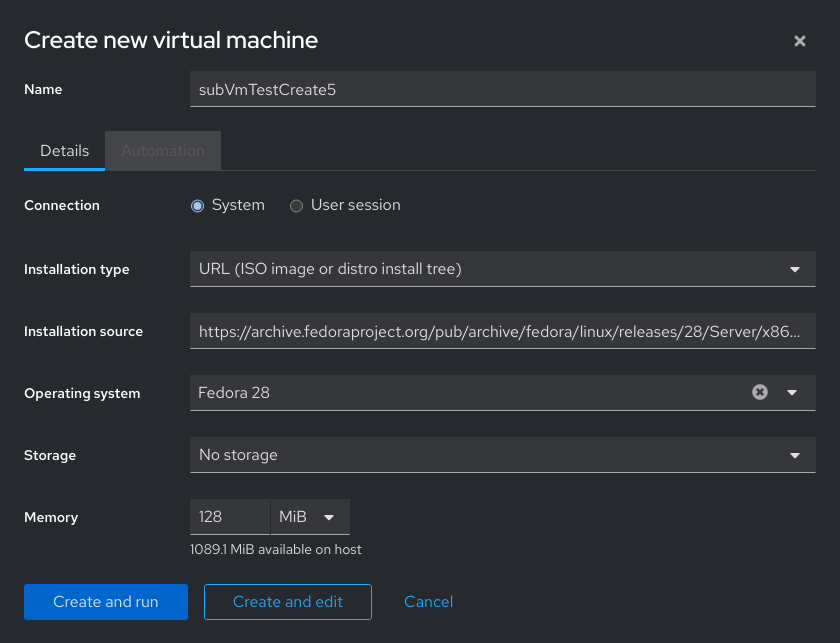 Create new virtual machine
Name
subVmTestCreate5
Details
Automation
Connection
System
User session
Installation type
URL (ISO image or distro install tree)
Installation source
https://archive.fedoraproject.org/pub/archive/fedora/linux/releases/28/Server/x86...
Operating system
Fedora 28
Storage
No storage
Memory
128
MiB
1089.1 MiB available on host
Create and run
Create and edit
Cancel